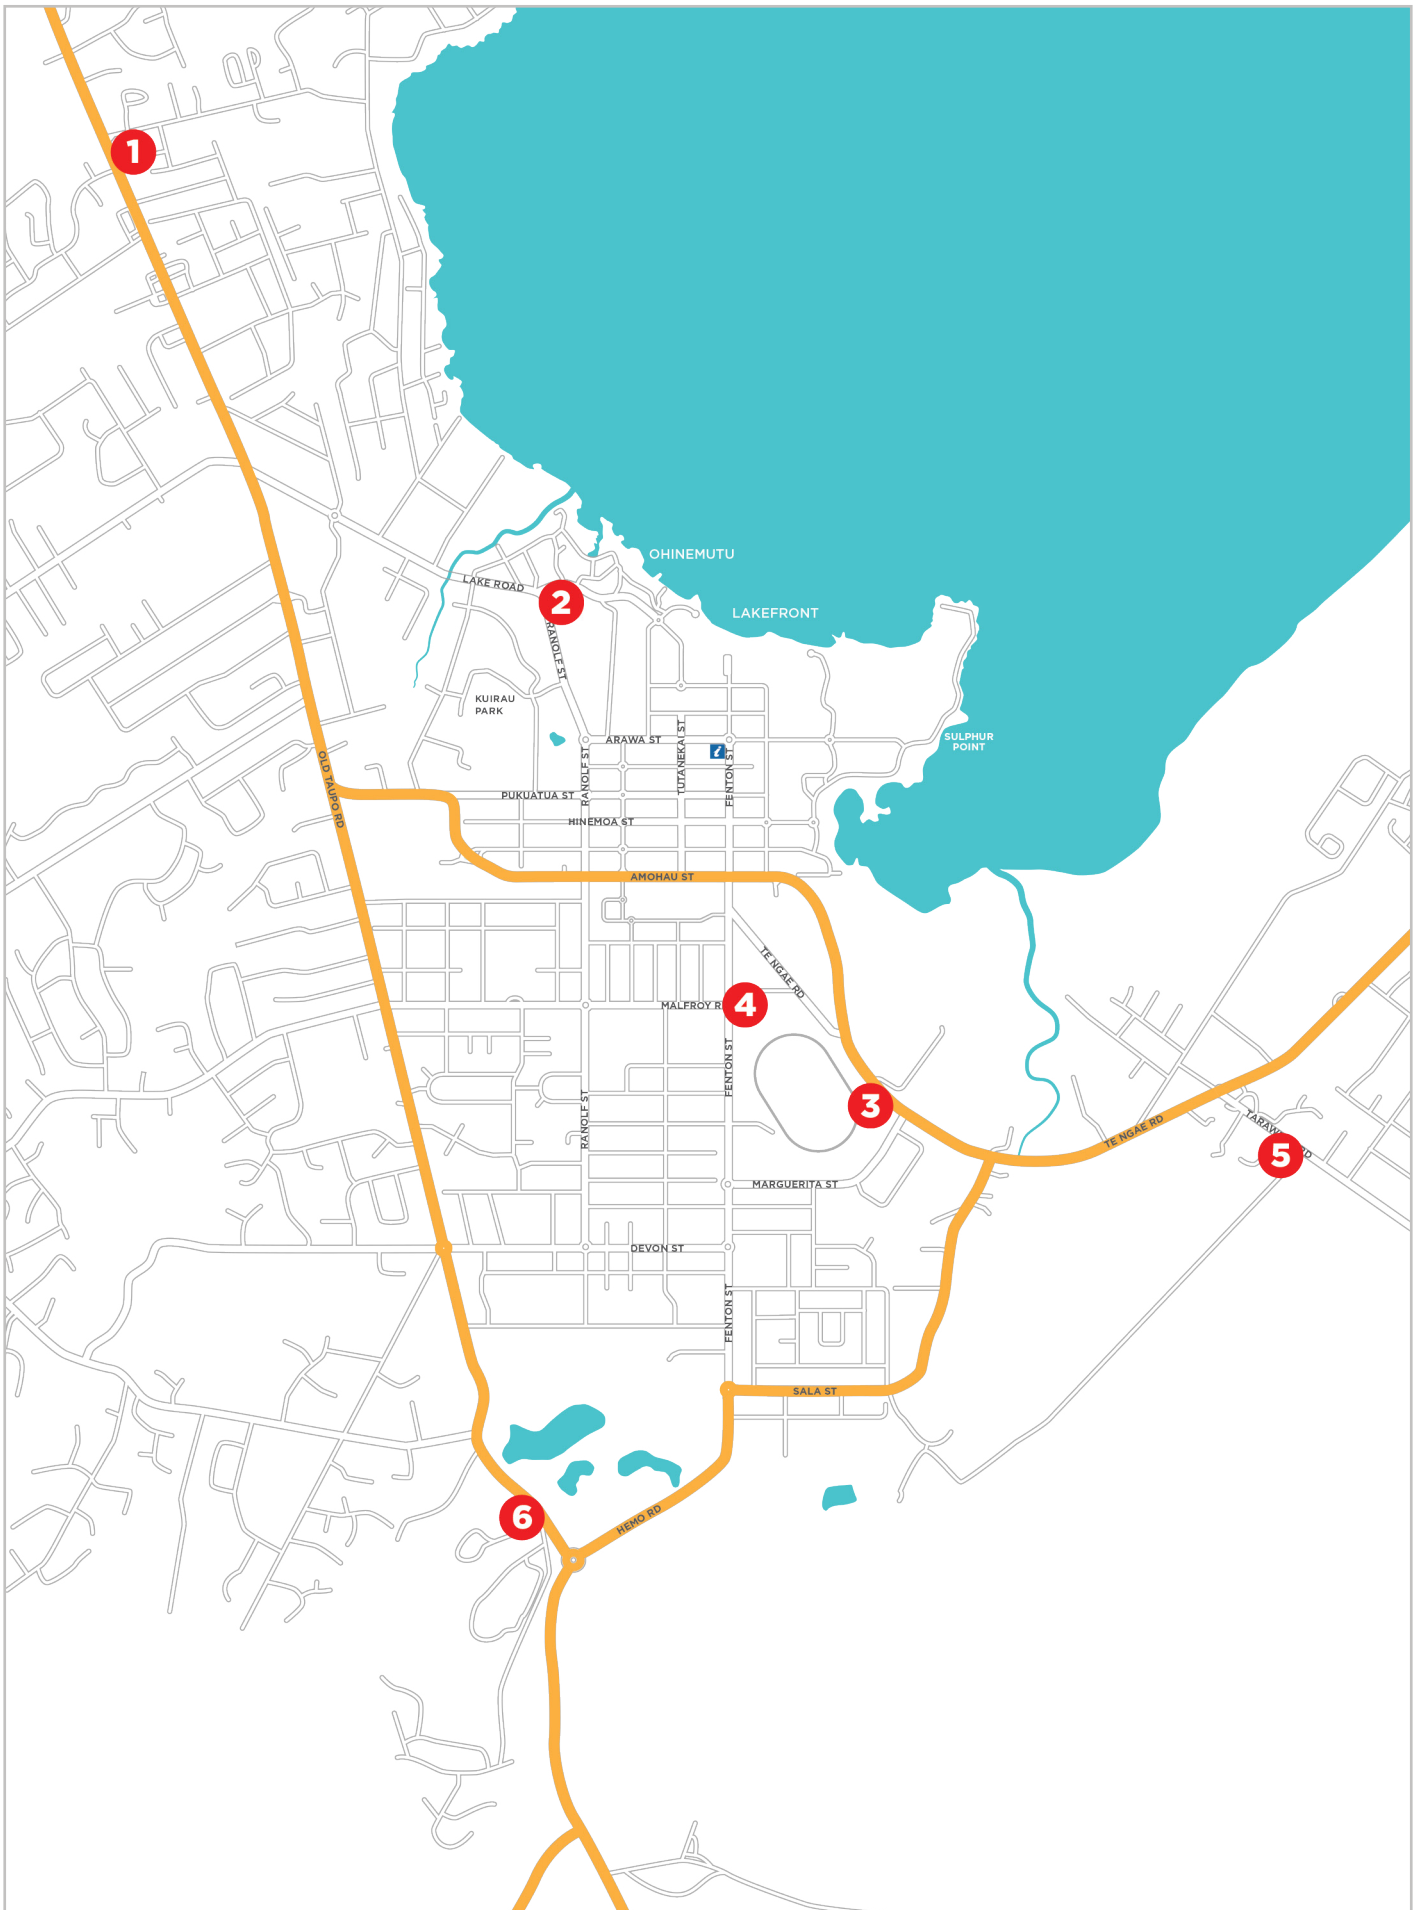 1
OHINEMUTU
LAKE ROAD
2
LAKEFRONT
RANOLF ST
KUIRAU
PARK
SULPHUR
POINT
ARAWA ST
TUTANEKAI ST
i
FENTON ST
RANOLF ST
OLD TAUPO RD
PUKUATUA ST
HINEMOA ST
AMOHAU ST
TE NGAE RD
MALFROY R
4
FENTON ST
3
RANOLF ST
TE NGAE RD
5
MARGUERITA ST
DEVON ST
FENTON ST
SALA ST
6
HEMO RD